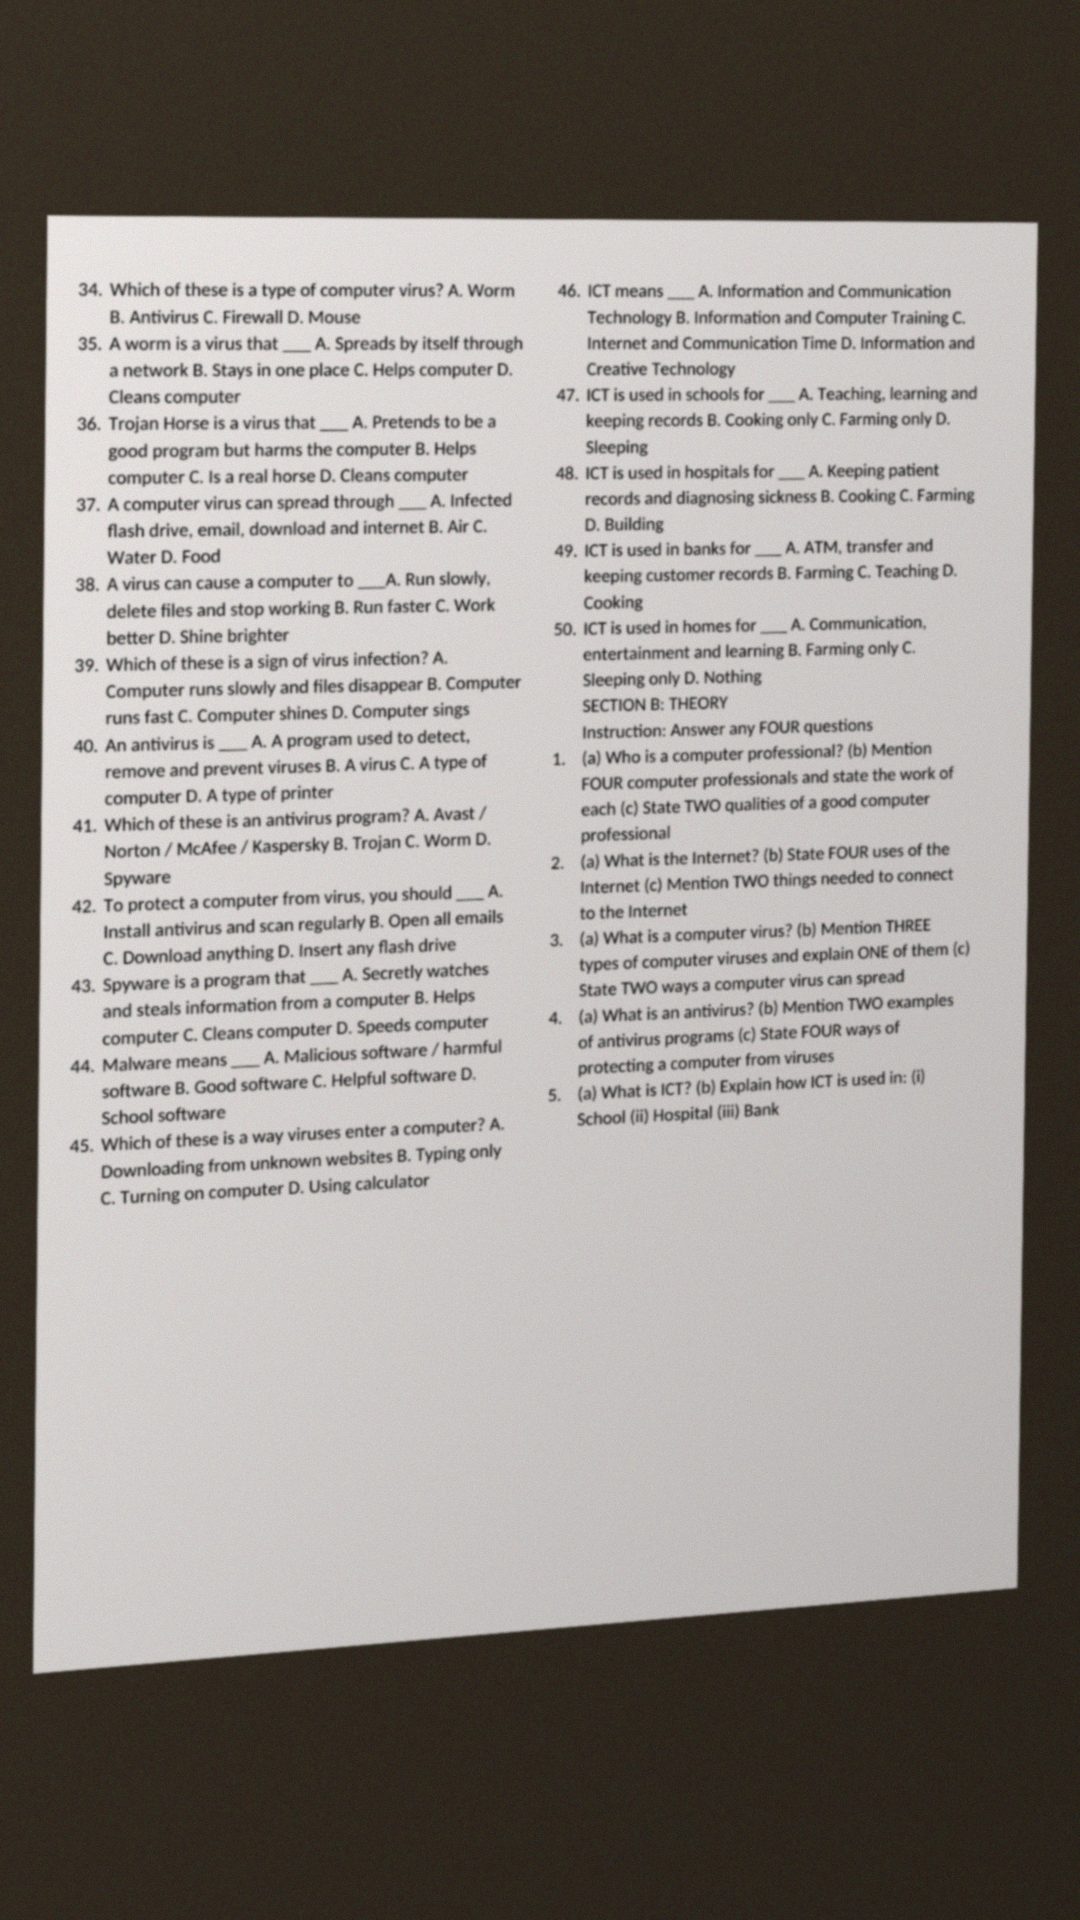 34. Which of these is a type of computer virus? A. Worm
B. Antivirus C. Firewall D. Mouse
35. A worm is a virus that ___ A. Spreads by itself through
a network B. Stays in one place C. Helps computer D.
Cleans computer
36. Trojan Horse is a virus that ___ A. Pretends to be a
good program but harms the computer B. Helps
computer C. Is a real horse D. Cleans computer
37. A computer virus can spread through ___ A. Infected
flash drive, email, download and internet B. Air C.
Water D. Food
38. A virus can cause a computer to ___A. Run slowly,
delete files and stop working B. Run faster C. Work
better D. Shine brighter
39. Which of these is a sign of virus infection? A.
Computer runs slowly and files disappear B. Computer
runs fast C. Computer shines D. Computer sings
40. An antivirus is ___ A. A program used to detect,
remove and prevent viruses B. A virus C. A type of
computer D. A type of printer
41. Which of these is an antivirus program? A. Avast /
Norton / McAfee / Kaspersky B. Trojan C. Worm D.
Spyware
42. To protect a computer from virus, you should ___ A.
Install antivirus and scan regularly B. Open all emails
C. Download anything D. Insert any flash drive
43. Spyware is a program that ___ A. Secretly watches
and steals information from a computer B. Helps
computer C. Cleans computer D. Speeds computer
44. Malware means ___ A. Malicious software / harmful
software B. Good software C. Helpful software D.
School software
45. Which of these is a way viruses enter a computer? A.
Downloading from unknown websites B. Typing only
C. Turning on computer D. Using calculator
46. ICT means ___ A. Information and Communication
Technology B. Information and Computer Training C.
Internet and Communication Time D. Information and
Creative Technology
47. ICT is used in schools for ___ A. Teaching, learning and
keeping records B. Cooking only C. Farming only D.
Sleeping
48. ICT is used in hospitals for ___ A. Keeping patient
records and diagnosing sickness B. Cooking C. Farming
D. Building
49. ICT is used in banks for ___ A. ATM, transfer and
keeping customer records B. Farming C. Teaching D.
Cooking
50. ICT is used in homes for ___ A. Communication,
entertainment and learning B. Farming only C.
Sleeping only D. Nothing
SECTION B: THEORY
Instruction: Answer any FOUR questions
1. (a) Who is a computer professional? (b) Mention
FOUR computer professionals and state the work of
each (c) State TWO qualities of a good computer
professional
2. (a) What is the Internet? (b) State FOUR uses of the
Internet (c) Mention TWO things needed to connect
to the Internet
3. (a) What is a computer virus? (b) Mention THREE
types of computer viruses and explain ONE of them (c)
State TWO ways a computer virus can spread
4. (a) What is an antivirus? (b) Mention TWO examples
of antivirus programs (c) State FOUR ways of
protecting a computer from viruses
5. (a) What is ICT? (b) Explain how ICT is used in: (i)
School (ii) Hospital (iii) Bank